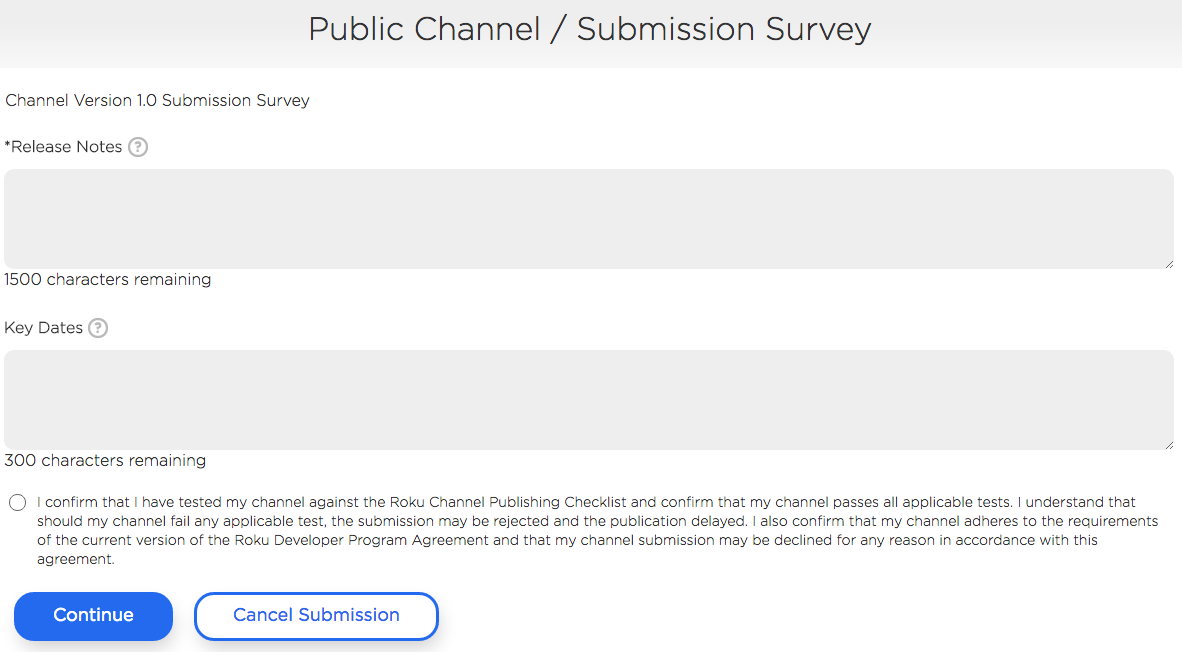 Public Channel / Submission Survey
Channel Version 1.0 Submission Survey
*Release Notes ?
1500 characters remaining
Key Dates ?
300 characters remaining
I confirm that I have tested my channel against the Roku Channel Publishing Checklist and confirm that my channel passes all applicable tests. I understand that
should my channel fail any applicable test, the submission may be rejected and the publication delayed. I also confirm that my channel adheres to the requirements
of the current version of the Roku Developer Program Agreement and that my channel submission may be declined for any reason in accordance with this
agreement.
Continue
Cancel Submission